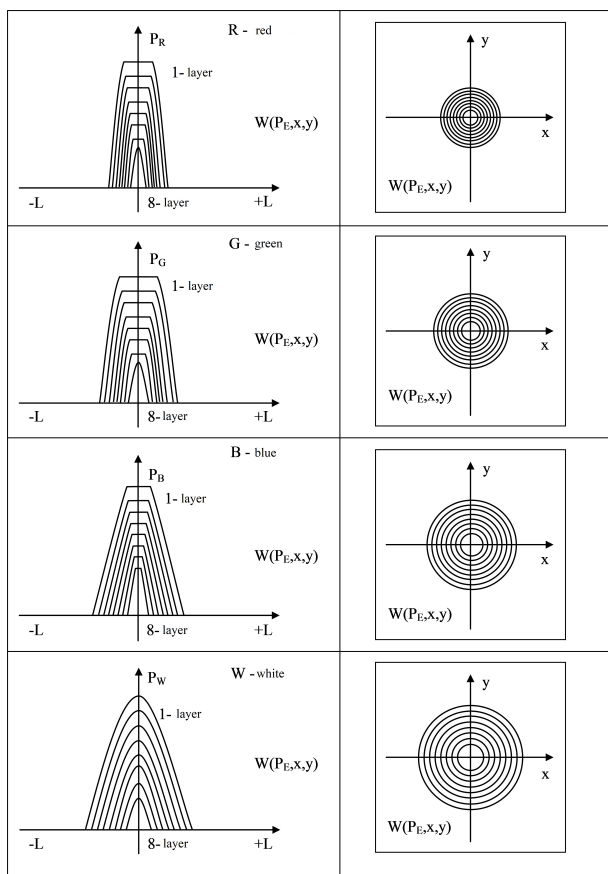 P_R
R - red
1- layer
W(P_E,x,y)
-L
8- layer
+L
y
x
W(P_E,x,y)
G - green
P_G
1- layer
W(P_E,x,y)
-L
8- layer
+L
y
x
W(P_E,x,y)
B - blue
P_B
1- layer
W(P_E,x,y)
-L
8- layer
+L
y
x
W(P_E,x,y)
P_W
W - white
1- layer
W(P_E,x,y)
-L
8- layer
+L
y
x
W(P_E,x,y)